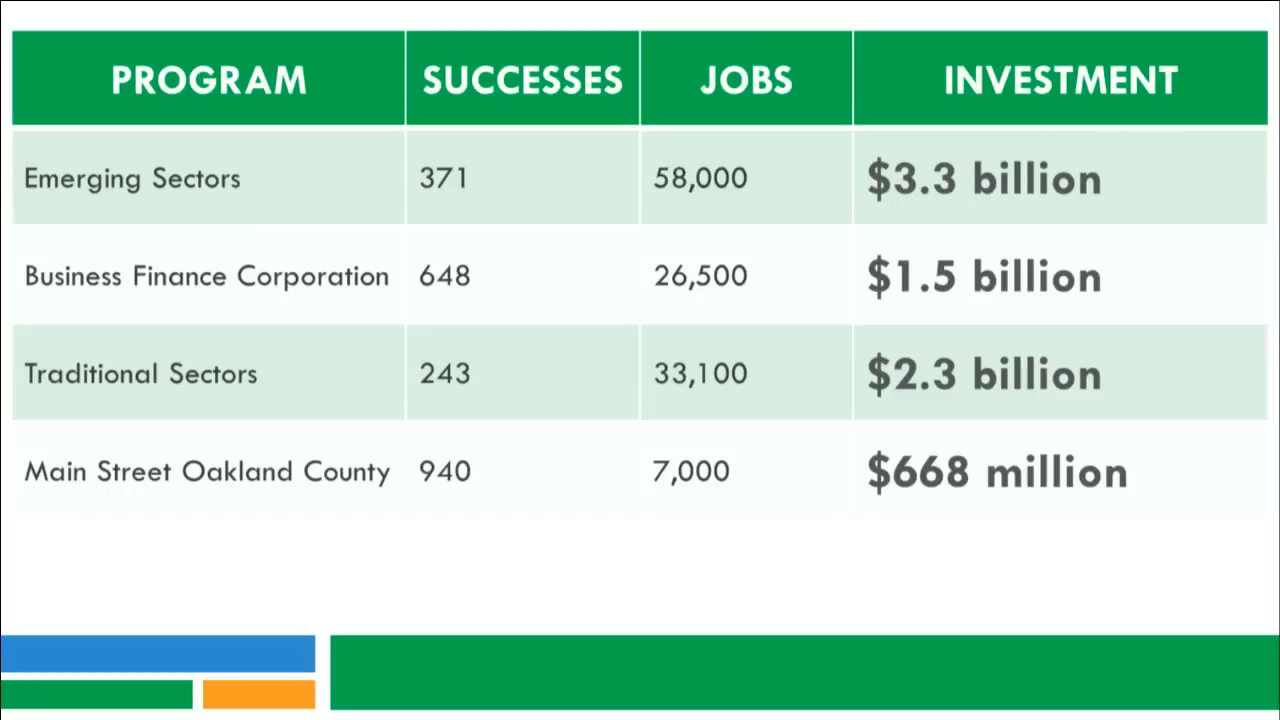 PROGRAM SUCCESSES JOBS INVESTMENT
Emerging Sectors 371 58,000 $3.3 billion
Business Finance Corporation 648 26,500 $1.5 billion
Traditional Sectors 243 33,100 $2.3 billion
Main Street Oakland County 940 7,000 $668 million